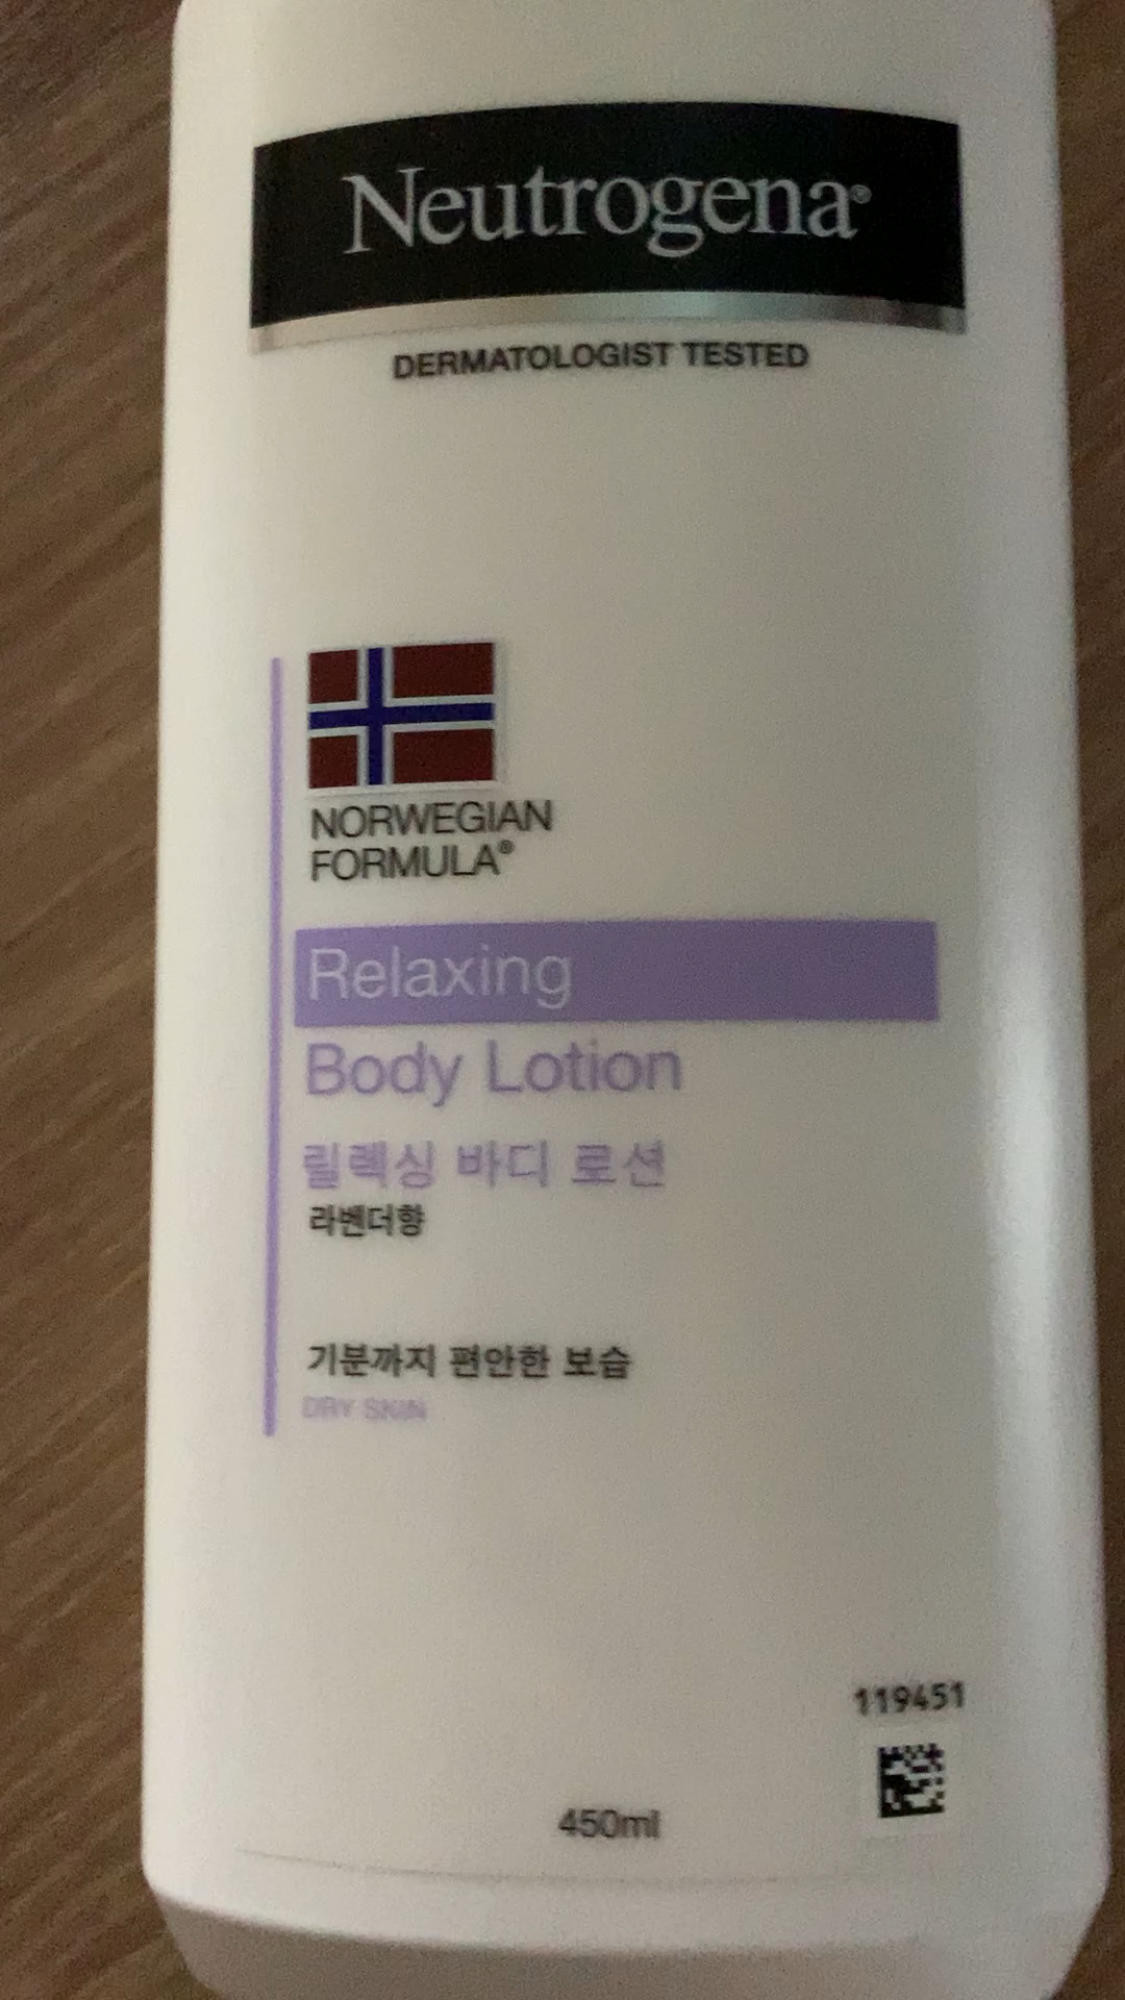 Neutrogena®
DERMATOLOGIST TESTED
NORWEGIAN
FORMULA®
Relaxing
Body Lotion
릴렉싱 바디 로션
라벤더향
기분까지 편안한 보습
DRY SKIN
119451
450ml